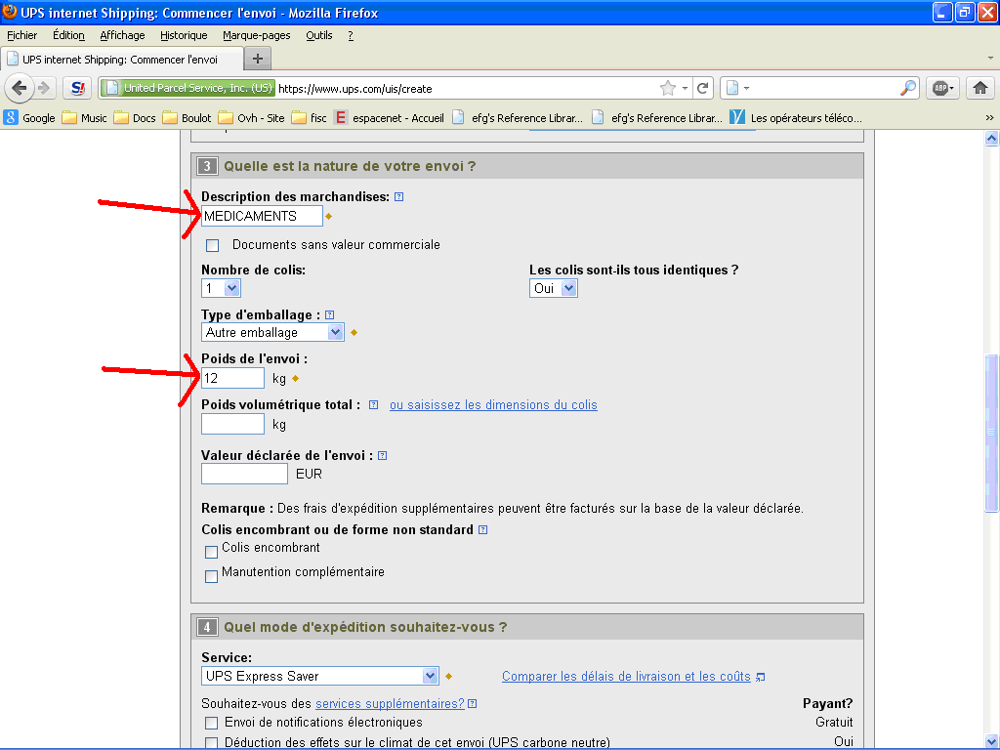 UPS internet Shipping: Commencer l'envoi - Mozilla Firefox
Fichier Édition Affichage Historique Marque-pages Outils ?
UPS internet Shipping: Commencer l'envoi +
S! United Parcel Service, Inc. (US) https://www.ups.com/uis/create ABP
Google Music Docs Boulot Ovh - Site fisc espacenet - Accueil efg's Reference Librar... efg's Reference Librar... Les opérateurs téléco... »
3 Quelle est la nature de votre envoi ?
Description des marchandises: ?
MEDICAMENTS
Documents sans valeur commerciale
Nombre de colis: Les colis sont-ils tous identiques ?
1 Oui
Type d'emballage : ?
Autre emballage
Poids de l'envoi :
12 kg
Poids volumétrique total : ? ou saisissez les dimensions du colis
kg
Valeur déclarée de l'envoi : ?
EUR
Remarque : Des frais d'expédition supplémentaires peuvent être facturés sur la base de la valeur déclarée.
Colis encombrant ou de forme non standard ?
Colis encombrant
Manutention complémentaire
4 Quel mode d'expédition souhaitez-vous ?
Service:
UPS Express Saver Comparer les délais de livraison et les coûts
Souhaitez-vous des services supplémentaires? ? Payant?
Envoi de notifications électroniques Gratuit
Déduction des effets sur le climat de cet envoi (UPS carbone neutre) Oui